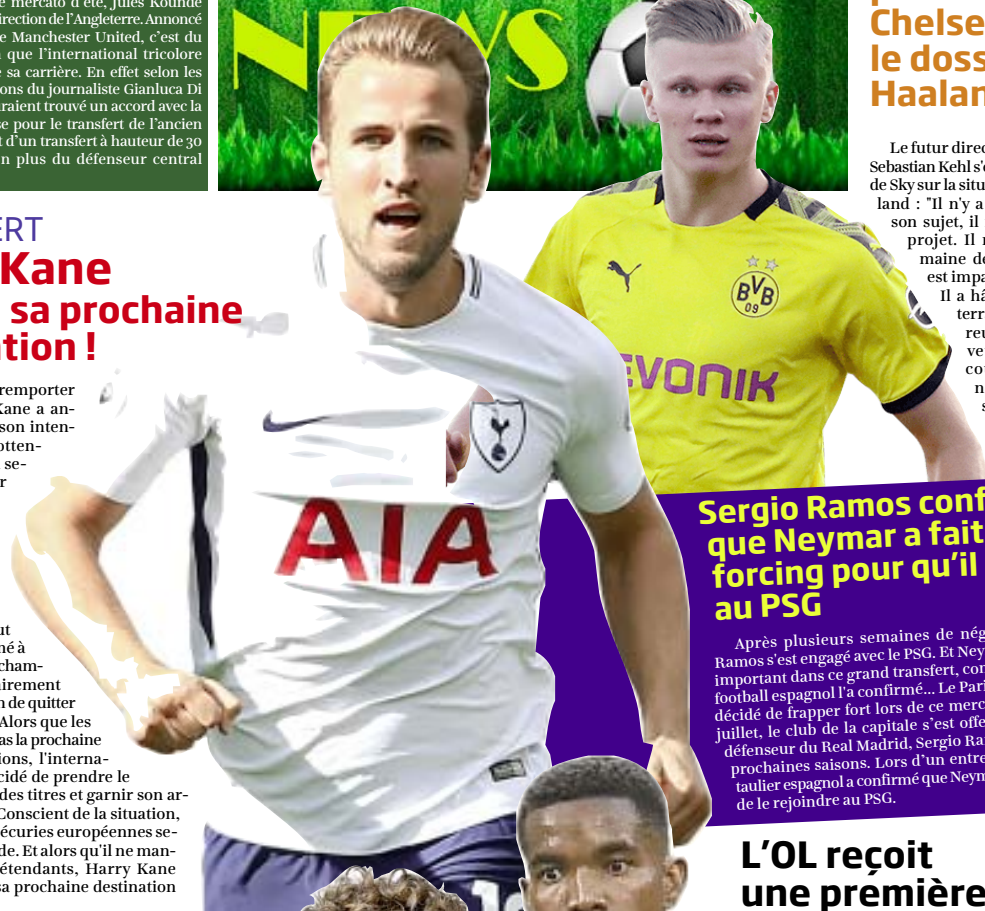 mercato d'été, Jules Koundé
irection de l'Angleterre. Annoncé
Manchester United, c'est du
que l'international tricolore
sa carrière. En effet selon les
ons du journaliste Gianluca Di
uraient trouvé un accord avec la
se pour le transfert de l'ancien
t d'un transfert à hauteur de 30
n plus du défenseur central
NEWS
ERT
Kane
sa prochaine
ation !
remporter
Kane a an-
son inten-
otten-
se-
r
ut
né à
cham-
airement
n de quitter
Alors que les
as la prochaine
ions, l'interna-
cidé de prendre le
des titres et garnir son ar-
Conscient de la situation,
écuries européennes se-
de. Et alors qu'il ne man-
étendants, Harry Kane
sa prochaine destination
AIA
BVB
09
EVONIK
Chelse
le doss
Haalan
Le futur direc
Sebastian Kehl s'e
de Sky sur la situ
land : "Il n'y a
son sujet, il
projet. Il n
maine de
est impa
Il a hâ
terr
reu
ve
cou
n
s
Sergio Ramos conf
que Neymar a fait
forcing pour qu'il
au PSG
Après plusieurs semaines de nég
Ramos s'est engagé avec le PSG. Et Ney
important dans ce grand transfert, con
football espagnol l'a confirmé... Le Pari
décidé de frapper fort lors de ce merc
juillet, le club de la capitale s'est offe
défenseur du Real Madrid, Sergio Ra
prochaines saisons. Lors d'un entre
taulier espagnol a confirmé que Neym
de le rejoindre au PSG.
L'OL reçoit
une première